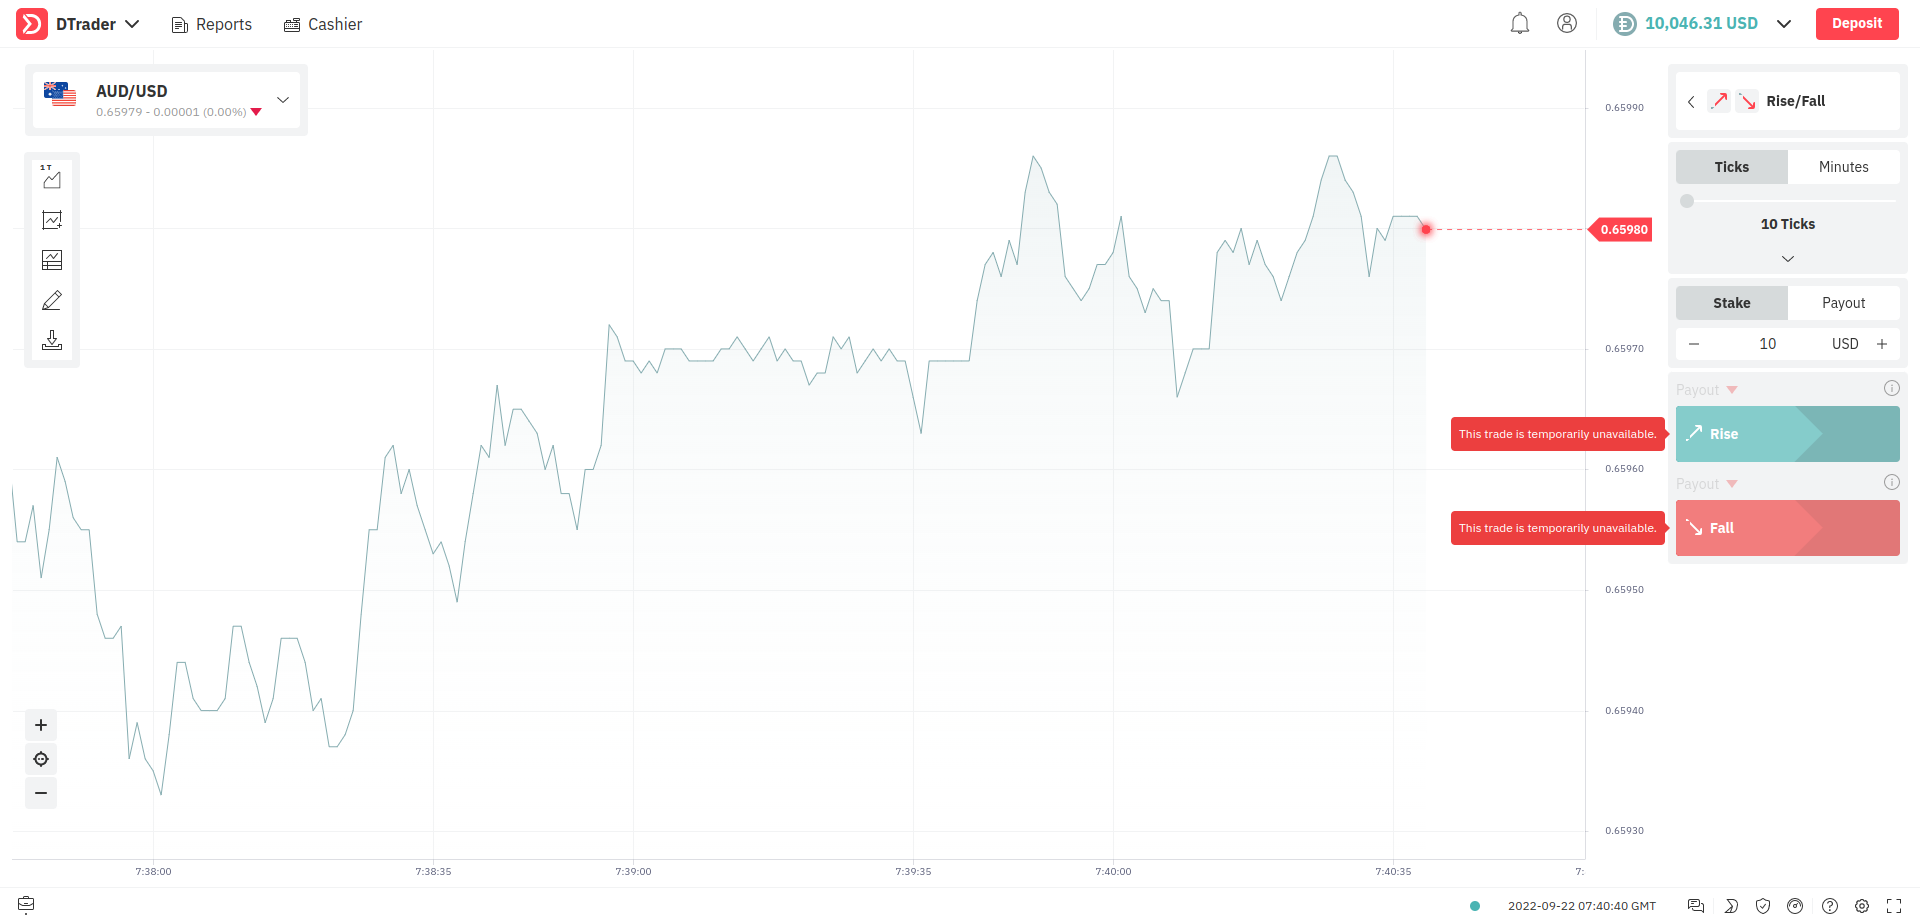 DTrader
Reports
Cashier
10,046.31 USD
Deposit
AUD/USD
0.65979 - 0.00001 (0.00%)
1T
0.65990
0.65980
0.65970
0.65960
0.65950
0.65940
0.65930
7:38:00
7:38:35
7:39:00
7:39:35
7:40:00
7:40:35
7:
Rise/Fall
Ticks
Minutes
10 Ticks
Stake
Payout
10
USD
Payout
This trade is temporarily unavailable.
Rise
Payout
This trade is temporarily unavailable.
Fall
2022-09-22 07:40:40 GMT